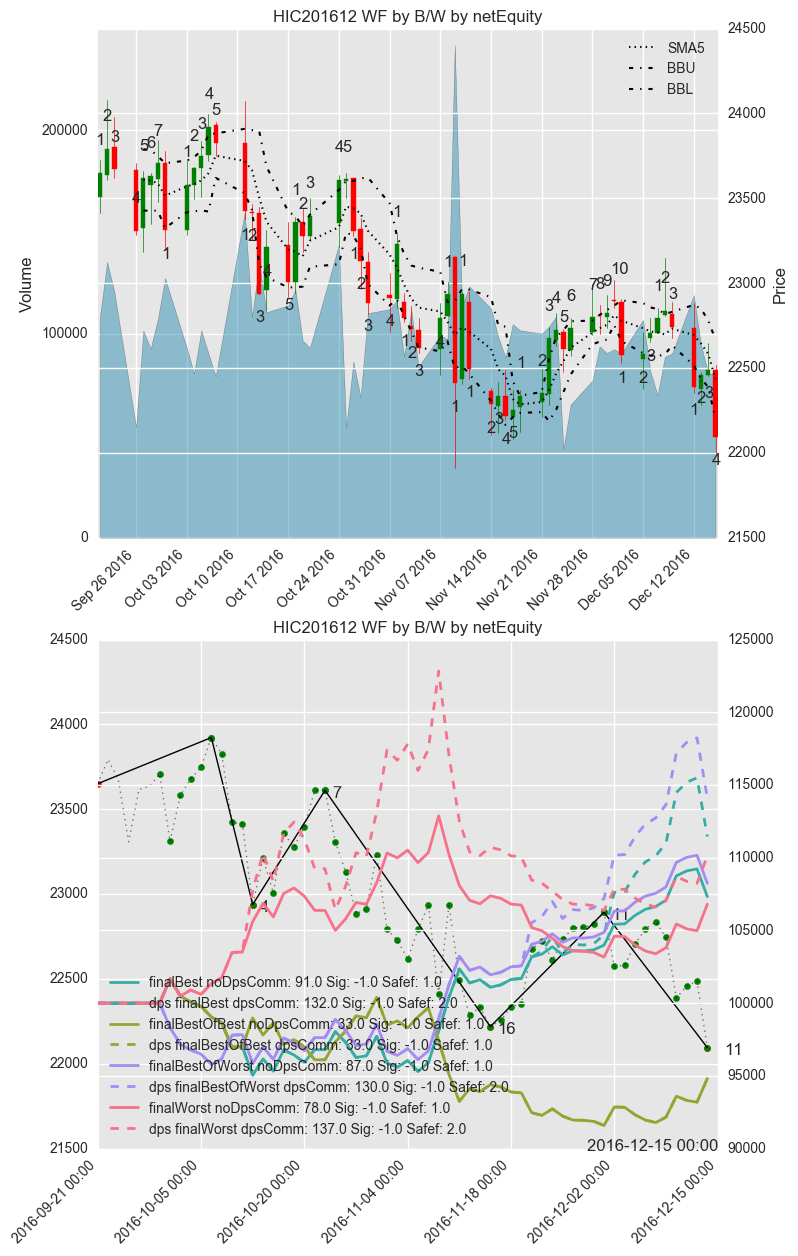 HIC201612 WF by B/W by netEquity
24500
24000
23500
23000
22500
22000
21500
Price
200000
100000
0
Volume
SMA5
BBU
BBL
Sep 26 2016
Oct 03 2016
Oct 10 2016
Oct 17 2016
Oct 24 2016
Oct 31 2016
Nov 07 2016
Nov 14 2016
Nov 21 2016
Nov 28 2016
Dec 05 2016
Dec 12 2016
HIC201612 WF by B/W by netEquity
24500
24000
23500
23000
22500
22000
21500
125000
120000
115000
110000
105000
100000
95000
90000
7
4
11
16
11
finalBest noDpsComm: 91.0 Sig: -1.0 Safef: 1.0
dps finalBest dpsComm: 132.0 Sig: -1.0 Safef: 2.0
finalBestOfBest noDpsComm: 33.0 Sig: -1.0 Safef: 1.0
dps finalBestOfBest dpsComm: 33.0 Sig: -1.0 Safef: 2.0
finalBestOfWorst noDpsComm: 87.0 Sig: -1.0 Safef: 1.0
dps finalBestOfWorst dpsComm: 130.0 Sig: -1.0 Safef: 2.0
finalWorst noDpsComm: 78.0 Sig: -1.0 Safef: 1.0
dps finalWorst dpsComm: 137.0 Sig: -1.0 Safef: 2.0
2016-12-15 00:00
2016-09-21 00:00
2016-10-05 00:00
2016-10-20 00:00
2016-11-04 00:00
2016-11-18 00:00
2016-12-02 00:00
2016-12-15 00:00